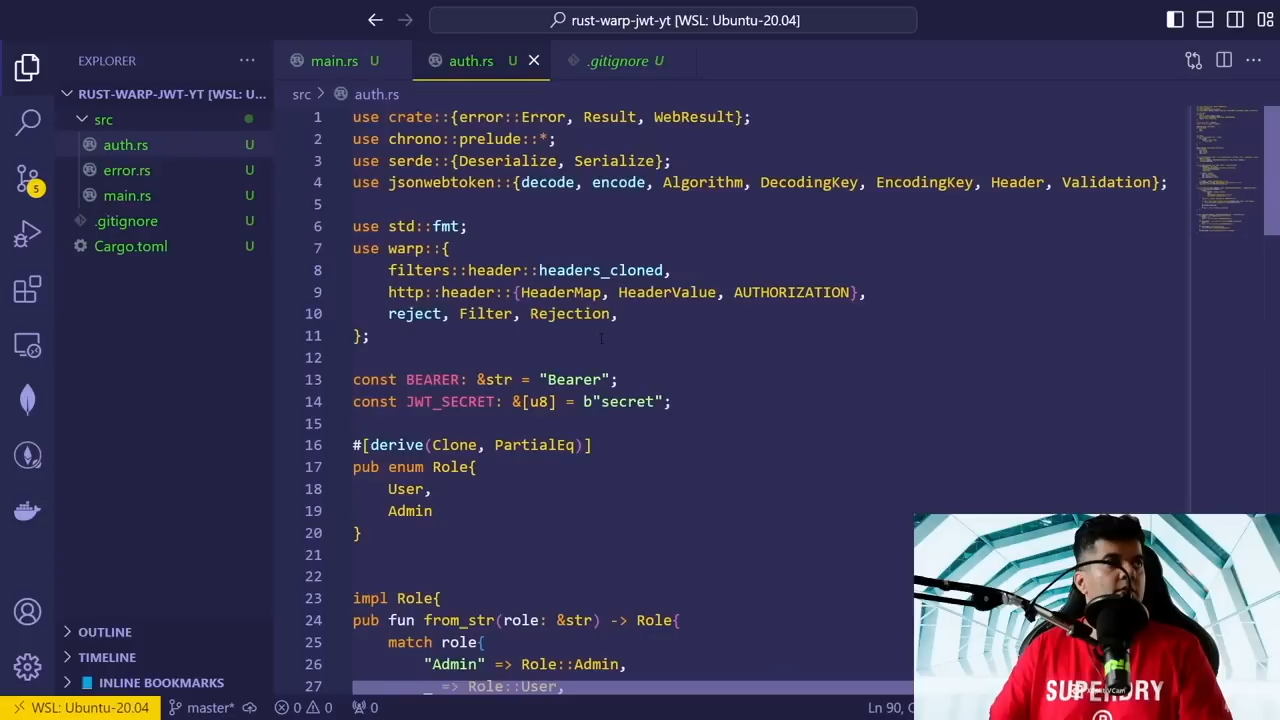 rust-warp-jwt-yt [WSL: Ubuntu-20.04]
EXPLORER
main.rs U
auth.rs U
.gitignore U
RUST-WARP-JWT-YT [WSL: U...
src
auth.rs U
error.rs U
main.rs U
.gitignore U
Cargo.toml U
5
src > auth.rs
1 use crate::{error::Error, Result, WebResult};
2 use chrono::prelude::*;
3 use serde::{Deserialize, Serialize};
4 use jsonwebtoken::{decode, encode, Algorithm, DecodingKey, EncodingKey, Header, Validation};
5
6 use std::fmt;
7 use warp::{
8 filters::header::headers_cloned,
9 http::header::{HeaderMap, HeaderValue, AUTHORIZATION},
10 reject, Filter, Rejection,
11 };
12
13 const BEARER: &str = "Bearer";
14 const JWT_SECRET: &[u8] = b"secret";
15
16 #[derive(Clone, PartialEq)]
17 pub enum Role{
18 User,
19 Admin
20 }
21
22
23 impl Role{
24 pub fun from_str(role: &str) -> Role{
25 match role{
26 "Admin" => Role::Admin,
27 _ => Role::User,
OUTLINE
TIMELINE
INLINE BOOKMARKS
WSL: Ubuntu-20.04
master*
0 0
0
Ln 90, C
SUPERDRY